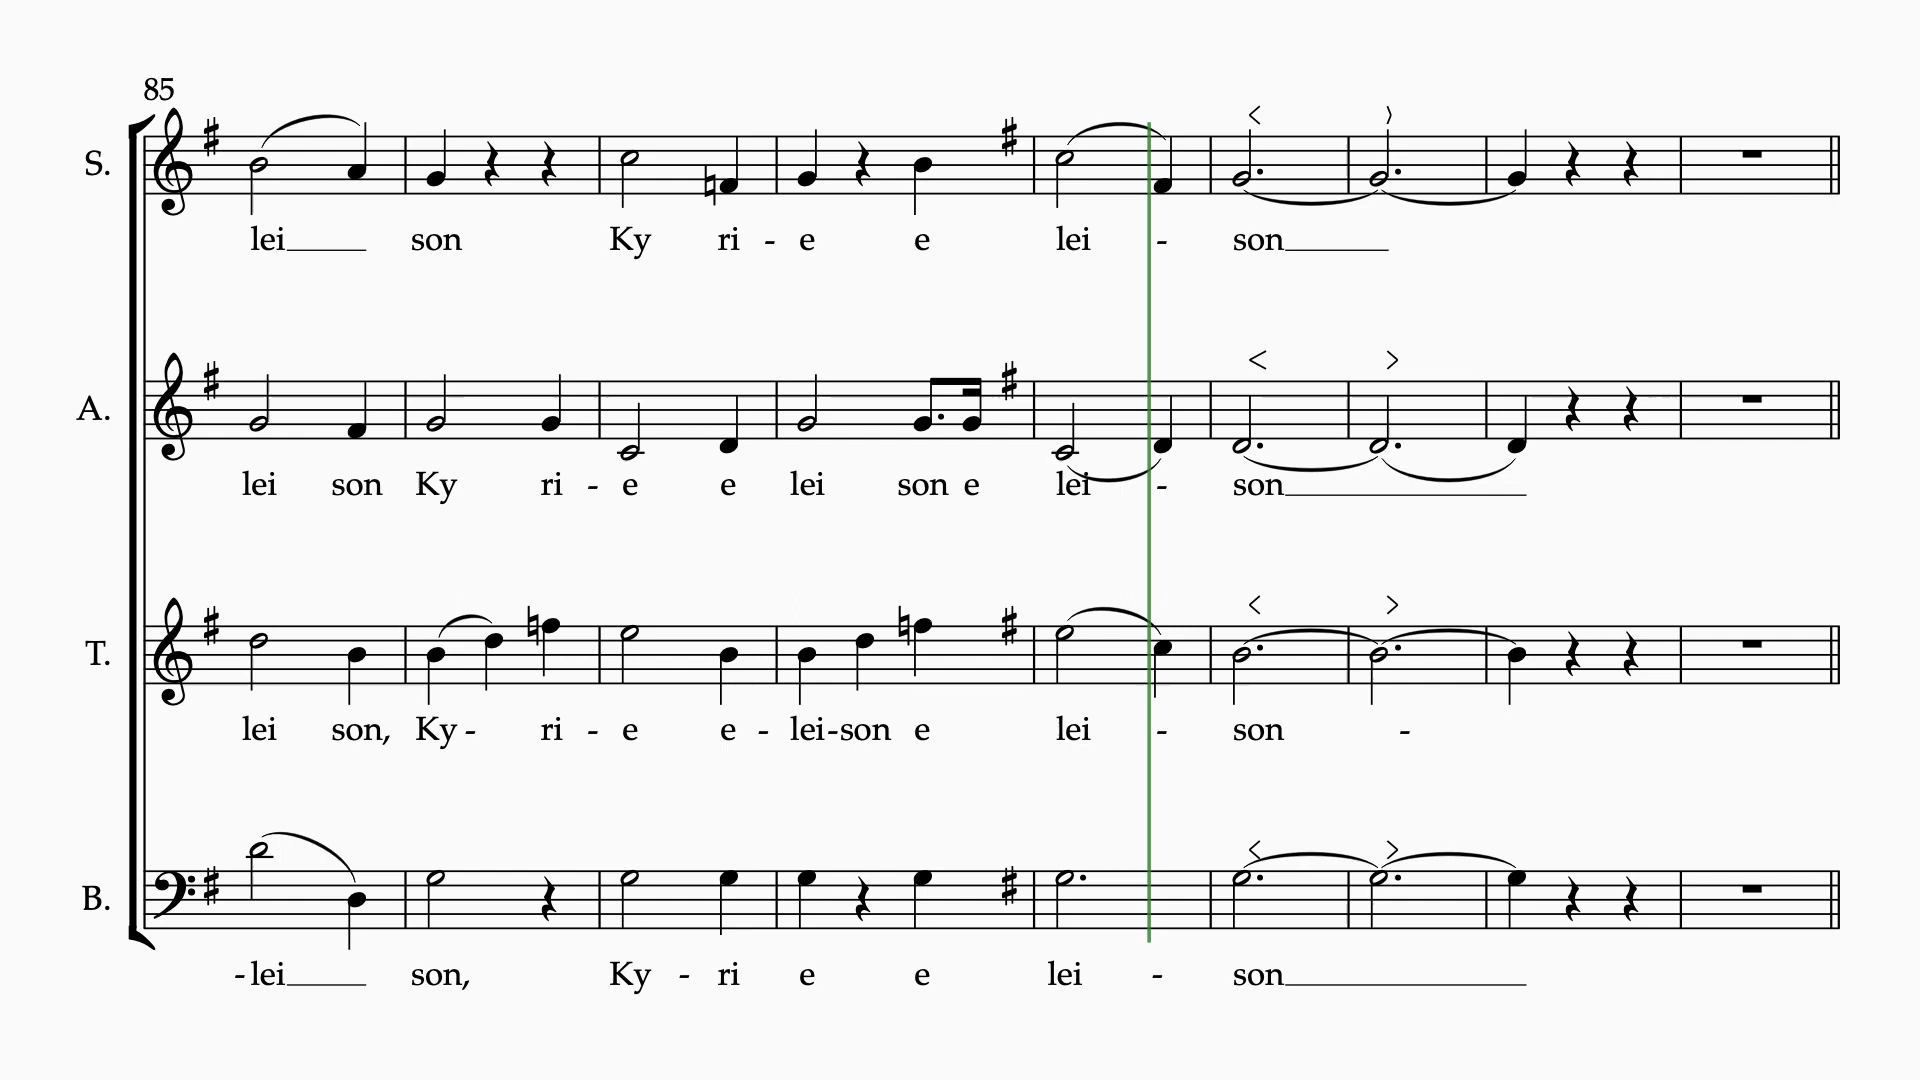 85
S.
lei son Ky ri - e e lei - son
A.
lei son Ky ri - e e lei son e lei - son
T.
lei son, Ky - ri - e e - lei - son e lei - son -
B.
- lei son, Ky - ri e e lei - son